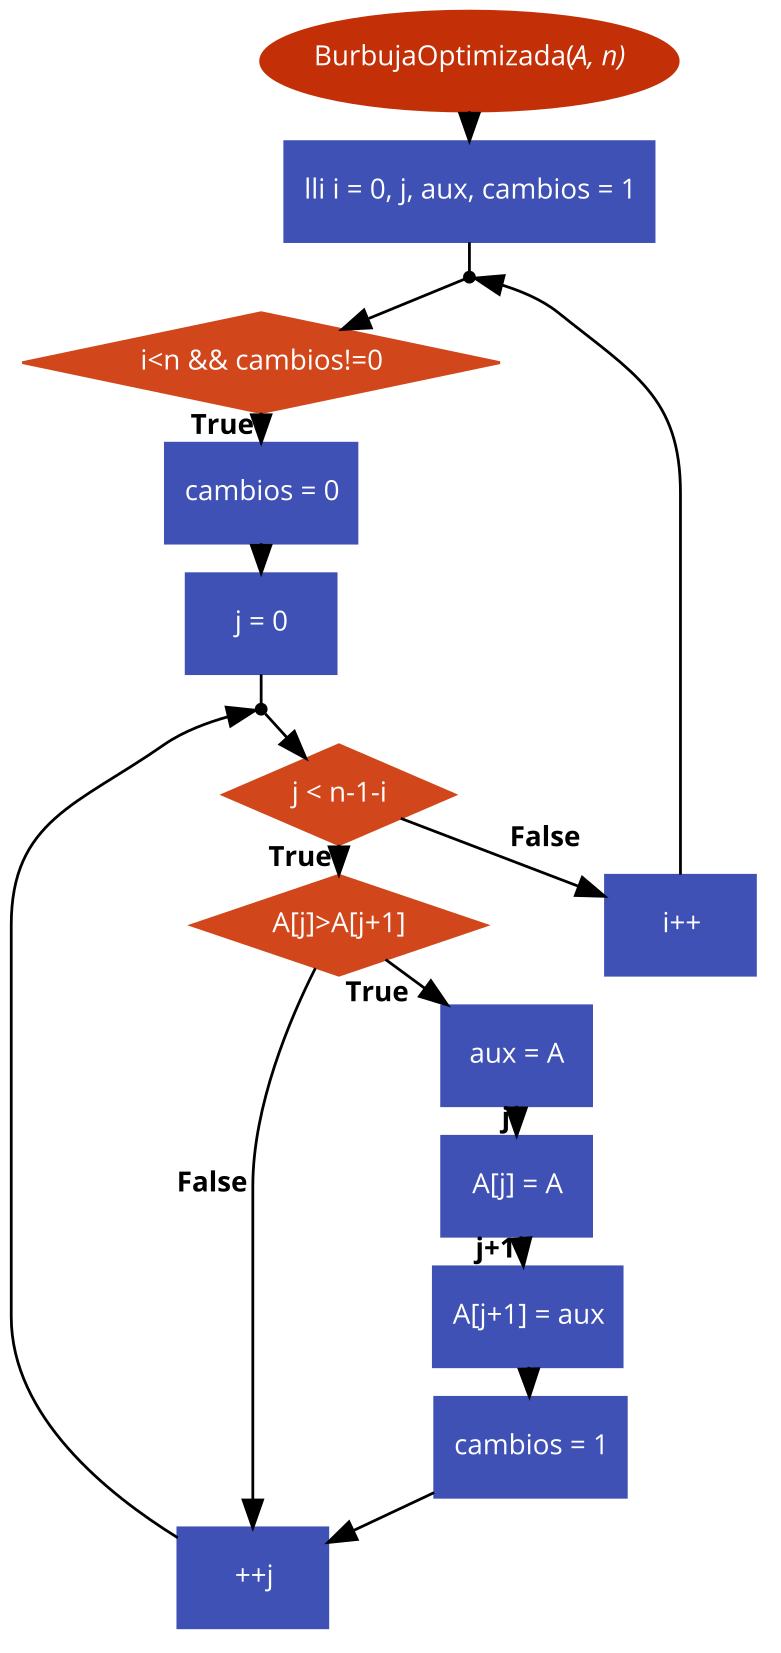 BurbujaOptimizada(A, n)
lli i = 0, j, aux, cambios = 1
i<n && cambios!=0
True
cambios = 0
j = 0
j < n-1-i
False
True
A[j]>A[j+1]
i++
True
aux = A
j
A[j] = A
False
j+1
A[j+1] = aux
cambios = 1
++j